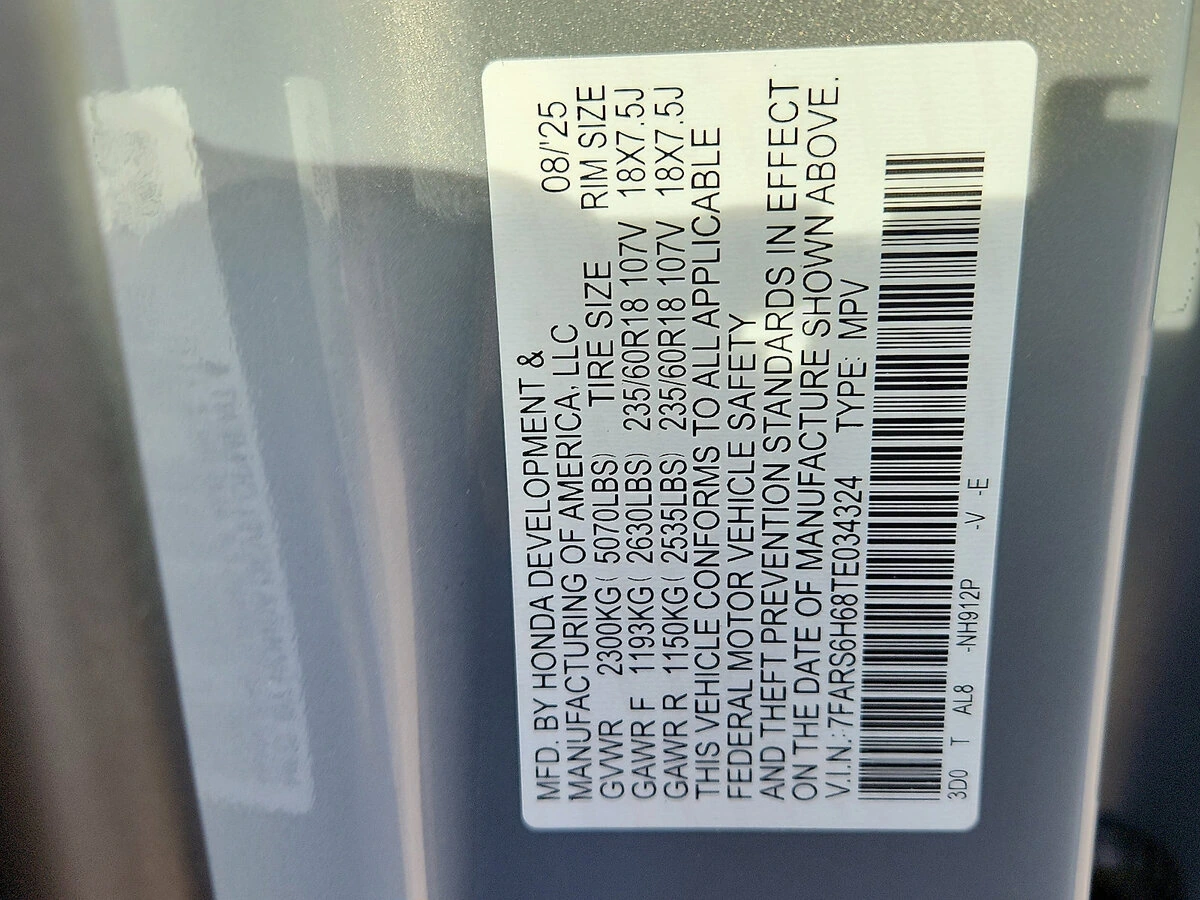 MFD. BY HONDA DEVELOPMENT & 08/'25
MANUFACTURING OF AMERICA, LLC
GVWR 2300KG ( 5070LBS) TIRE SIZE RIM SIZE
GAWR F 1193KG ( 2630LBS) 235/60R18 107V 18X7.5J
GAWR R 1150KG ( 2535LBS) 235/60R18 107V 18X7.5J
THIS VEHICLE CONFORMS TO ALL APPLICABLE
FEDERAL MOTOR VEHICLE SAFETY
AND THEFT PREVENTION STANDARDS IN EFFECT
ON THE DATE OF MANUFACTURE SHOWN ABOVE.
V.I.N.:7FARS6H68TE034324 TYPE: MPV
3D0 T AL8 -NH912P -V -E